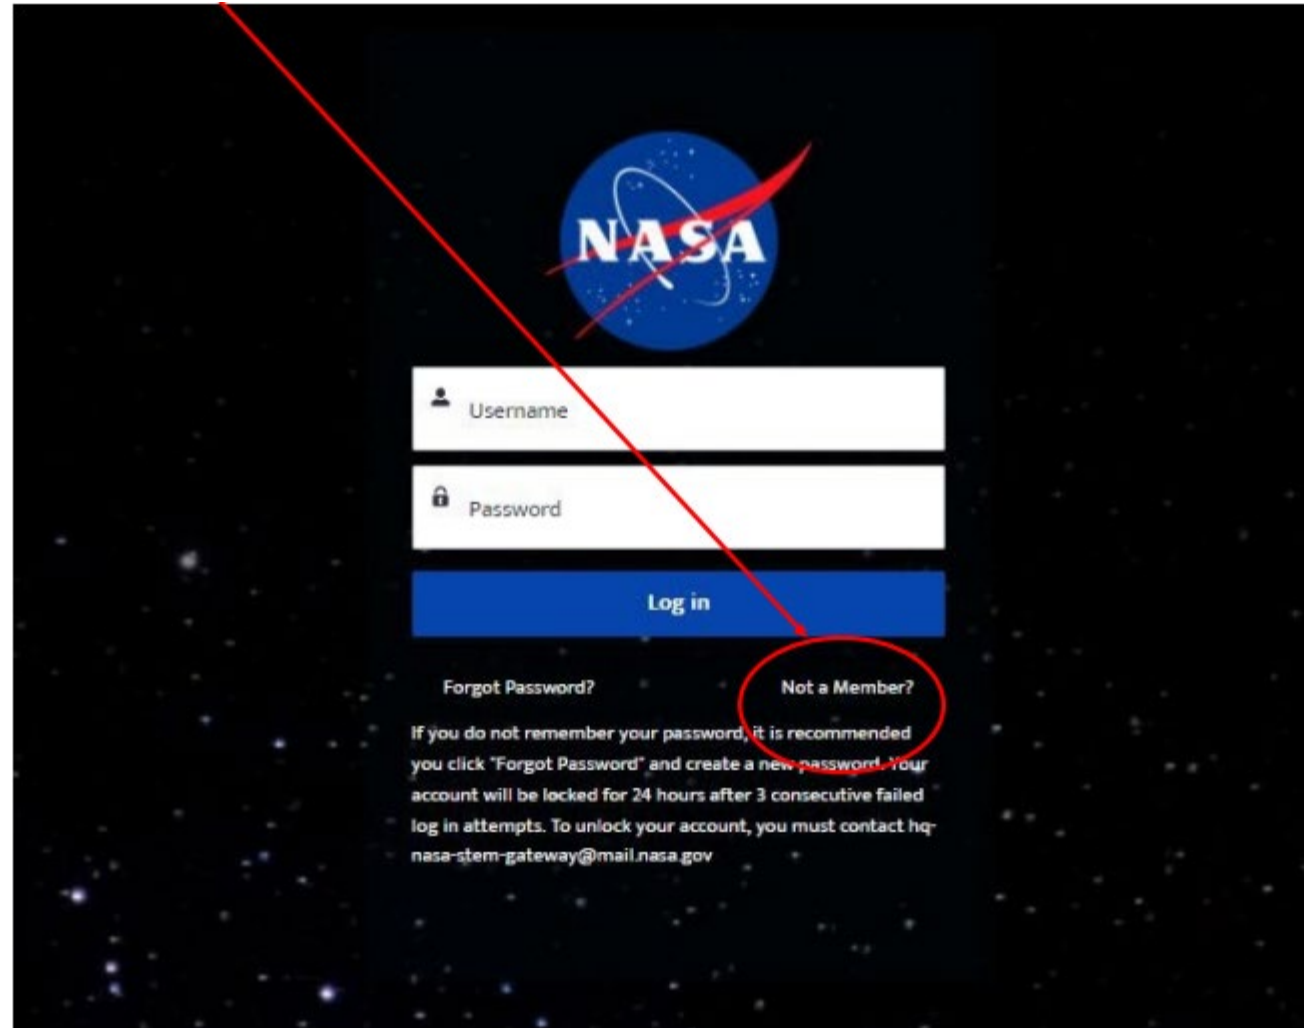 NASA
Username
Password
Log in
Forgot Password? Not a Member?
If you do not remember your password, it is recommended
you click "Forgot Password" and create a new password. Your
account will be locked for 24 hours after 3 consecutive failed
log in attempts. To unlock your account, you must contact hq-
nasa-stem-gateway@mail.nasa.gov